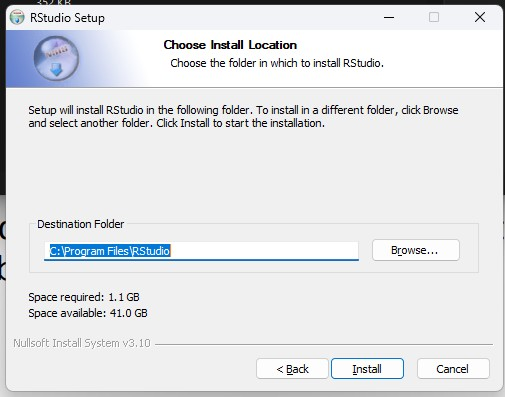 352 KB
RStudio Setup
Choose Install Location
Choose the folder in which to install RStudio.
Setup will install RStudio in the following folder. To install in a different folder, click Browse
and select another folder. Click Install to start the installation.
Destination Folder
C:\Program Files\RStudio
Browse...
Space required: 1.1 GB
Space available: 41.0 GB
Nullsoft Install System v3.10
< Back
Install
Cancel